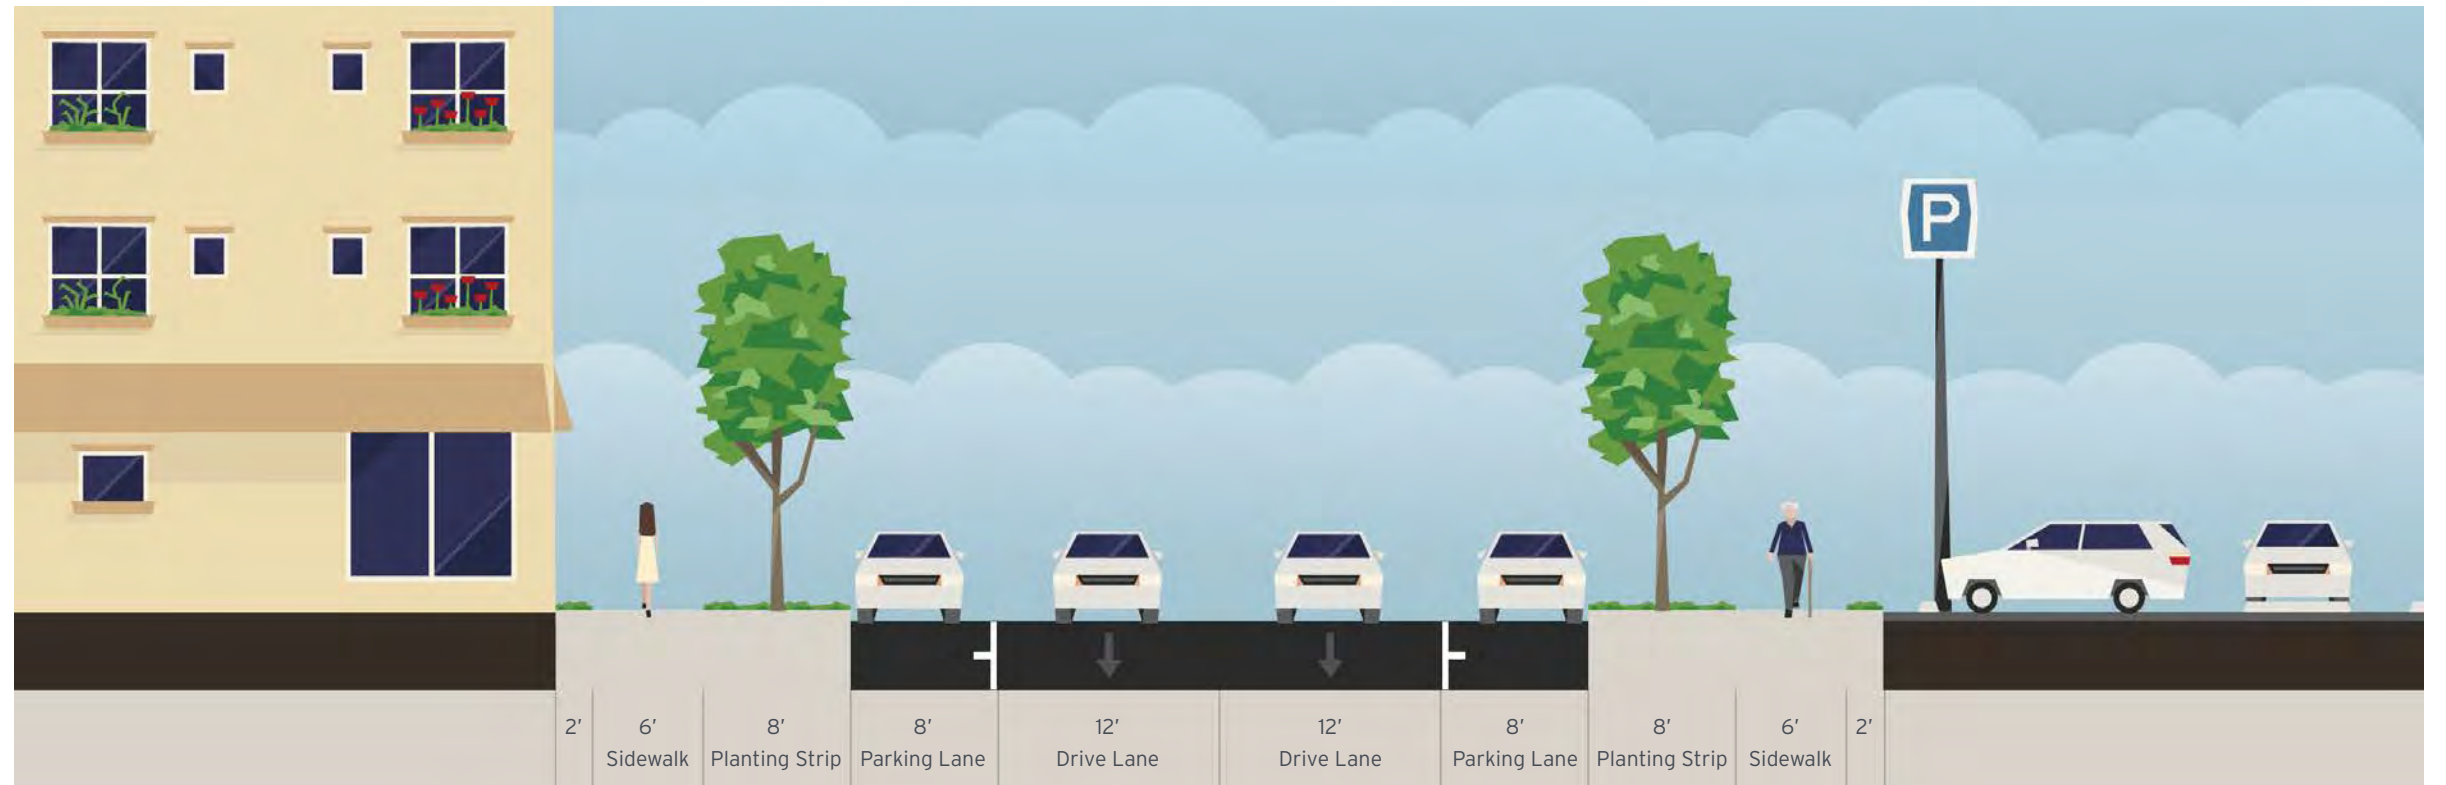 P
2′ 6′ 8′ 8′ 12′ 12′ 8′ 8′ 6′ 2′
Sidewalk Planting Strip Parking Lane Drive Lane Drive Lane Parking Lane Planting Strip Sidewalk